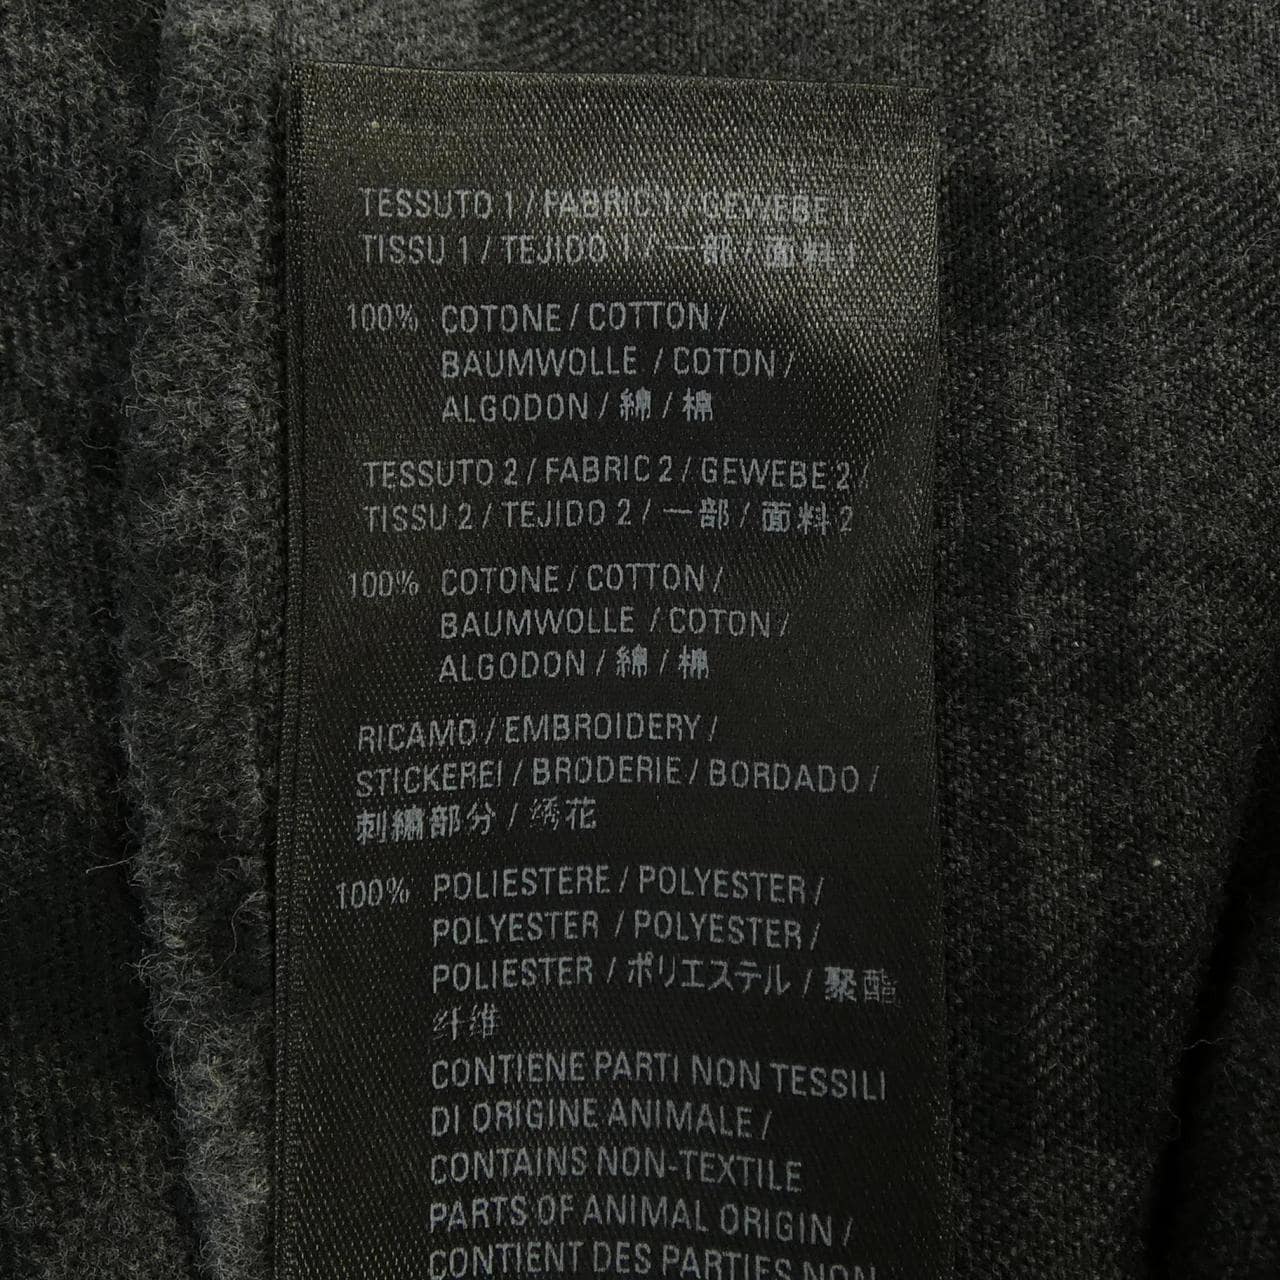 TESSUTO 1 / FABRIC 1 / GEWEBE 1 /
TISSU 1 / TEJIDO 1 / 一部 / 面料 1
100% COTONE / COTTON /
BAUMWOLLE / COTON /
ALGODON / 綿 / 棉
TESSUTO 2 / FABRIC 2 / GEWEBE 2 /
TISSU 2 / TEJIDO 2 / 一部 / 面料 2
100% COTONE / COTTON /
BAUMWOLLE / COTON /
ALGODON / 綿 / 棉
RICAMO / EMBROIDERY /
STICKEREI / BRODERIE / BORDADO /
刺繍部分 / 绣花
100% POLIESTERE / POLYESTER /
POLYESTER / POLYESTER /
POLIESTER / ポリエステル / 聚酯
纤维
CONTIENE PARTI NON TESSILI
DI ORIGINE ANIMALE /
CONTAINS NON-TEXTILE
PARTS OF ANIMAL ORIGIN /
CONTIENT DES PARTIES NON